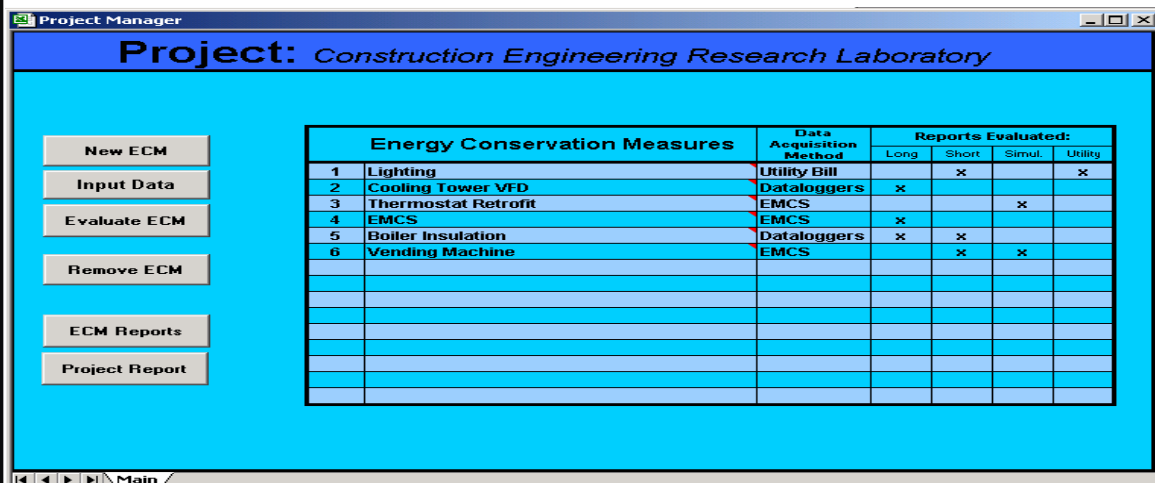 Project Manager
Project: Construction Engineering Research Laboratory
New ECM
Input Data
Evaluate ECM
Remove ECM
ECM Reports
Project Report
Energy Conservation Measures
Data
Acquisition
Method
Reports Evaluated:
Long Short Simul. Utility
1 Lighting Utility Bill x x
2 Cooling Tower VFD Dataloggers x
3 Thermostat Retrofit EMCS x
4 EMCS EMCS x
5 Boiler Insulation Dataloggers x x
6 Vending Machine EMCS x x
Main